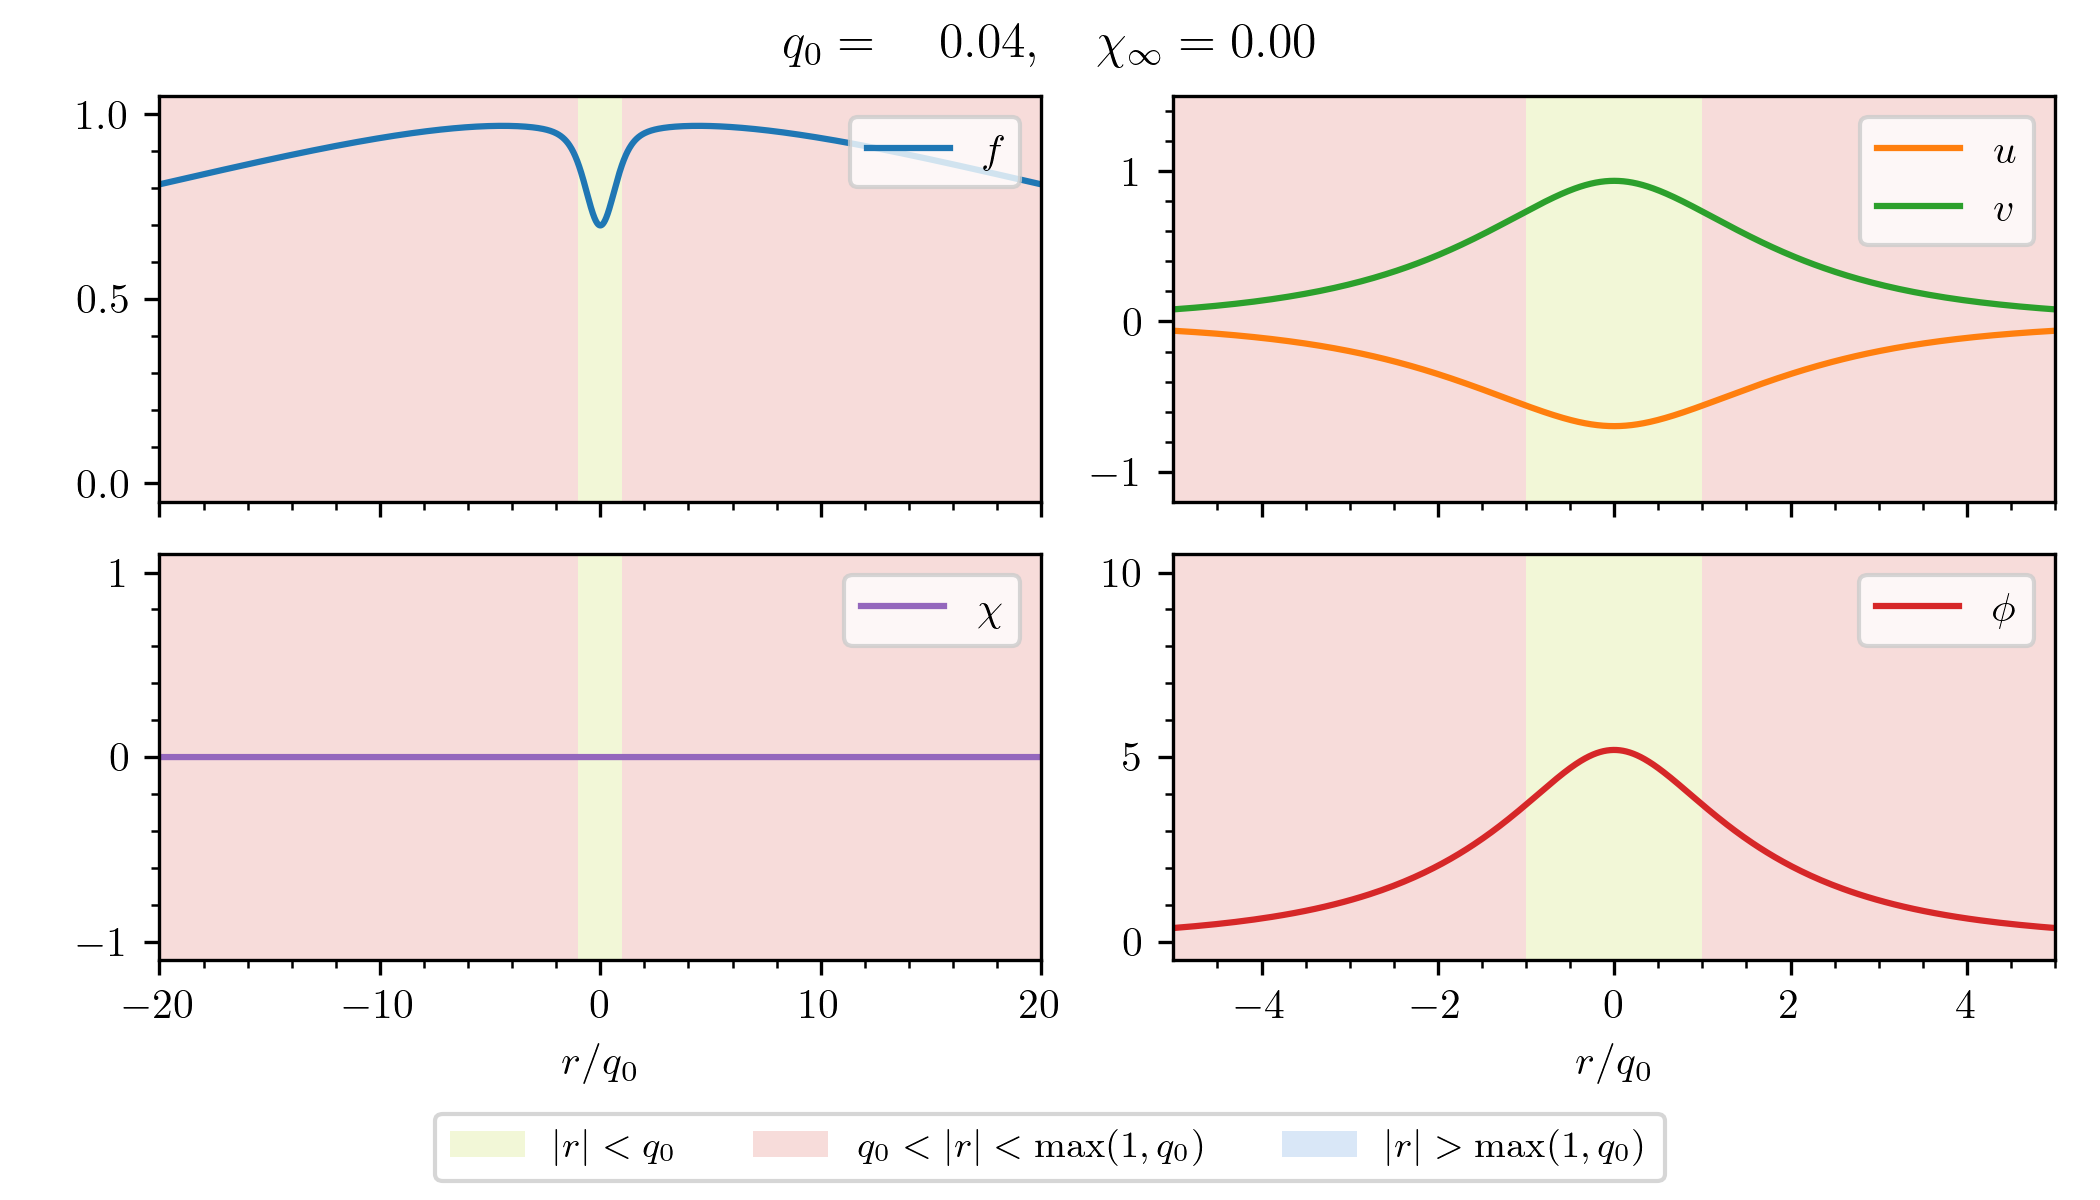 q₀ = 0.04, χ∞ = 0.00
1.0
0.5
0.0
f
1
0
−1
u
v
1
0
−1
χ
10
5
0
ϕ
−20 −10 0 10 20
r/q₀
−4 −2 0 2 4
r/q₀
|r| < q₀ q₀ < |r| < max(1, q₀) |r| > max(1, q₀)